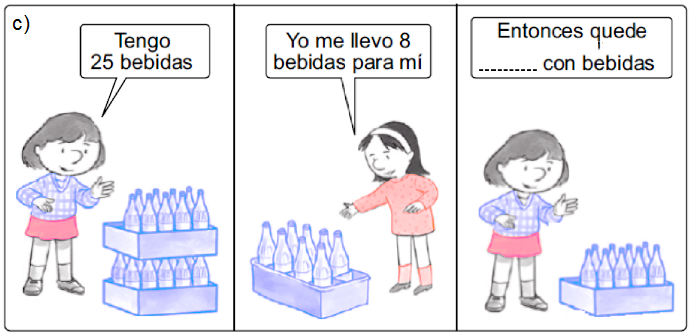 c)
Tengo
25 bebidas
Yo me llevo 8
bebidas para mí
Entonces quede
......... con bebidas